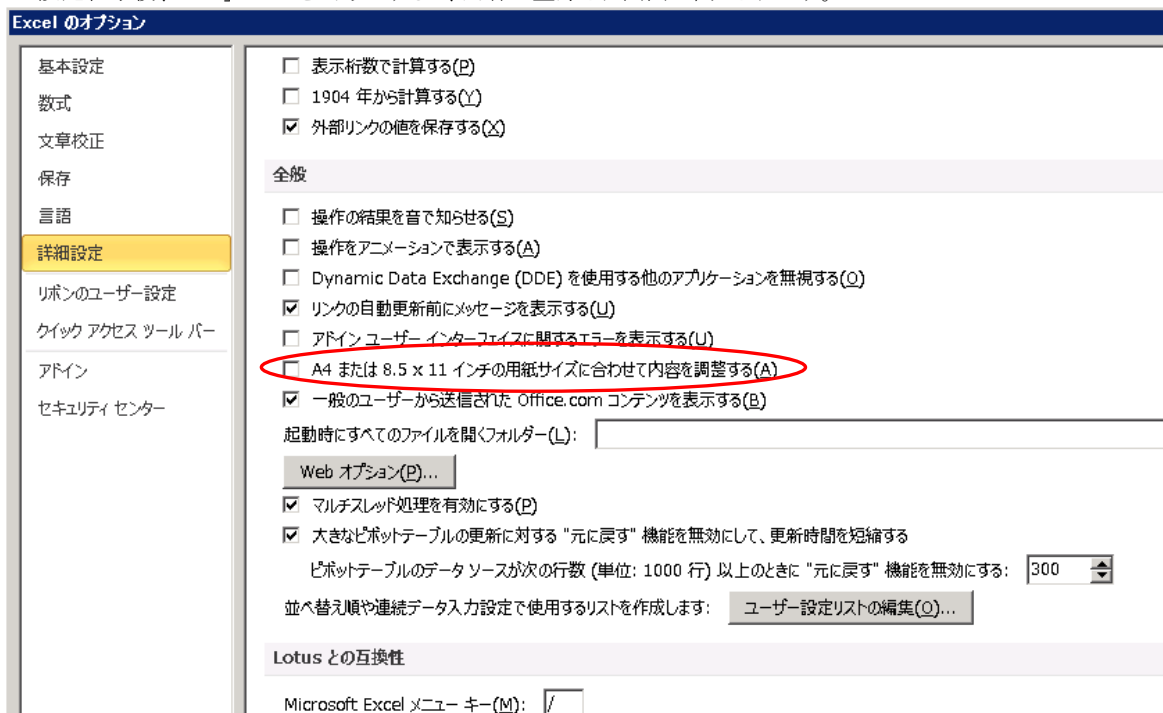 Excel のオプション
基本設定
数式
文章校正
保存
言語
詳細設定
リボンのユーザー設定
クイック アクセス ツール バー
アドイン
セキュリティ センター
表示桁数で計算する(P)
1904 年から計算する(Y)
外部リンクの値を保存する(X)
全般
操作の結果を音で知らせる(S)
操作をアニメーションで表示する(A)
Dynamic Data Exchange (DDE) を使用する他のアプリケーションを無視する(O)
リンクの自動更新前にメッセージを表示する(U)
アドイン ユーザー インターフェイスに関するエラーを表示する(U)
A4 または 8.5 x 11 インチの用紙サイズに合わせて内容を調整する(A)
一般のユーザーから送信された Office.com コンテンツを表示する(B)
起動時にすべてのファイルを開くフォルダー(L):
Web オプション(P)...
マルチスレッド処理を有効にする(P)
大きなピボットテーブルの更新に対する "元に戻す" 機能を無効にして、更新時間を短縮する
ピボットテーブルのデータ ソースが次の行数 (単位: 1000 行) 以上のときに "元に戻す" 機能を無効にする: 300
並べ替え順や連続データ入力設定で使用するリストを作成します: ユーザー設定リストの編集(O)...
Lotus との互換性
Microsoft Excel メニュー キー(M): /